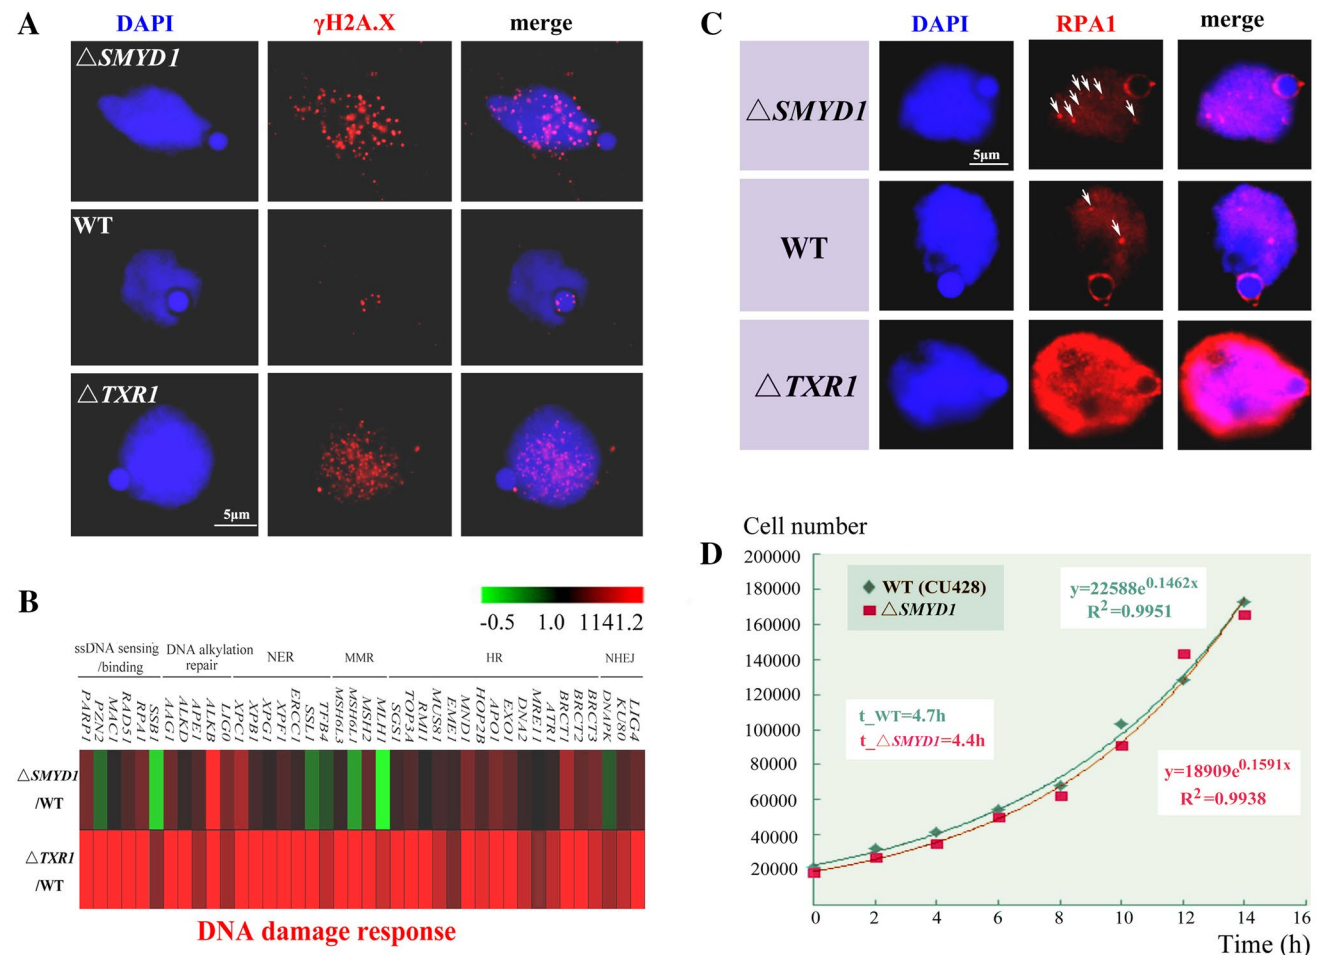 A
DAPI
γH2A.X
merge
△SMYD1
WT
△TXR1
5μm
B
-0.5
1.0
1141.2
ssDNA sensing
/binding
DNA alkylation
repair
NER
MMR
HR
NHEJ
PARP1
PZN2
MAC1
RAD51
RPA1
SSB1
AAG1
ALKD
APE1
ALKB
LIG0
XPC1
XPB1
XPG1
XPF1
ERCC1
SSL1
TFB4
MSH6L3
MSH6L1
MSH2
MLH1
SGS1
TOP3A
RMI1
MUS81
EME1
MND1
HOP2B
APO1
EXO1
DNA2
MRE11
ATR1
BRCT1
BRCT2
BRCT3
DNAPK
KU80
LIG4
△SMYD1
/WT
△TXR1
/WT
DNA damage response
C
DAPI
RPA1
merge
△SMYD1
5μm
WT
△TXR1
D
Cell number
200000
180000
160000
140000
120000
100000
80000
60000
40000
20000
WT (CU428)
△SMYD1
y=22588e^0.1462x
R²=0.9951
t_WT=4.7h
t_△SMYD1=4.4h
y=18909e^0.1591x
R²=0.9938
0 2 4 6 8 10 12 14 16
Time (h)